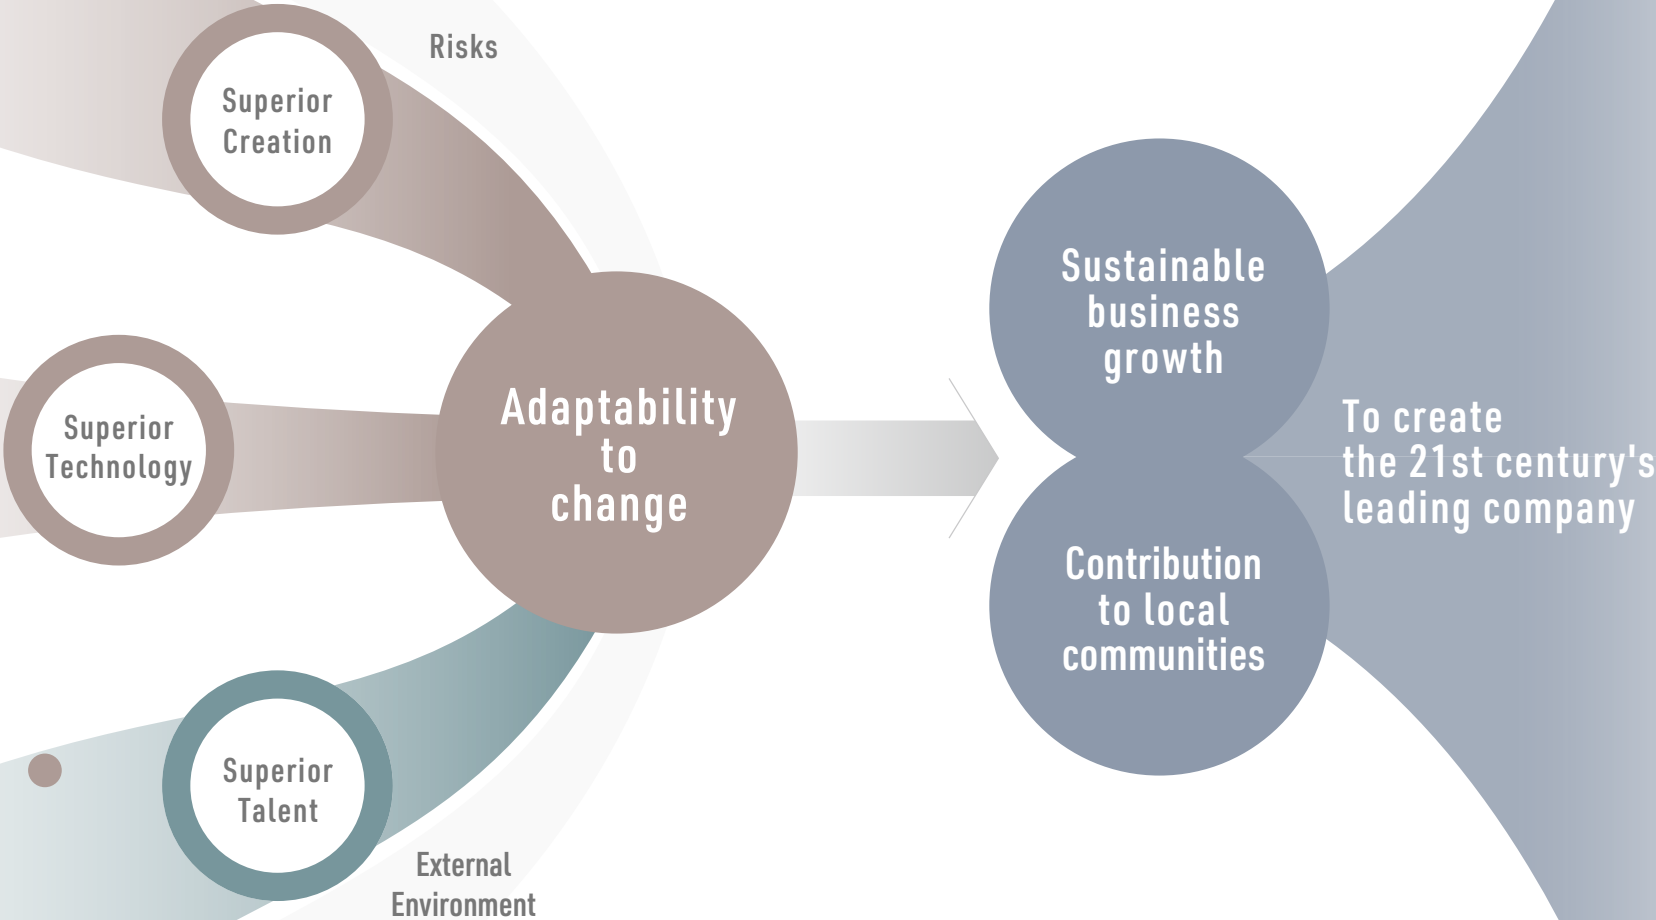 Risks
Superior
Creation
Superior
Technology
Adaptability
to
change
Superior
Talent
External
Environment
Sustainable
business
growth
Contribution
to local
communities
To create
the 21st century's
leading company